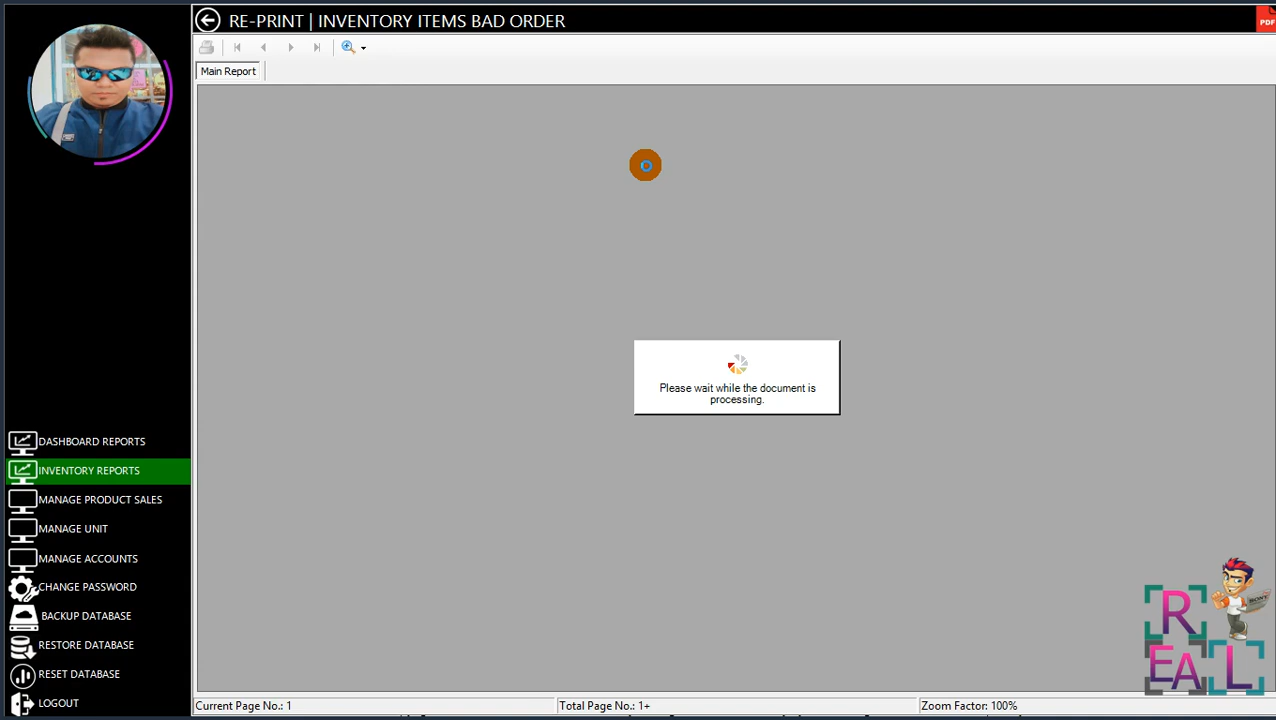 RE-PRINT | INVENTORY ITEMS BAD ORDER
PDF
Main Report
Please wait while the document is
processing.
DASHBOARD REPORTS
INVENTORY REPORTS
MANAGE PRODUCT SALES
MANAGE UNIT
MANAGE ACCOUNTS
CHANGE PASSWORD
BACKUP DATABASE
RESTORE DATABASE
RESET DATABASE
LOGOUT
R
EA L
Current Page No.: 1
Total Page No.: 1+
Zoom Factor: 100%